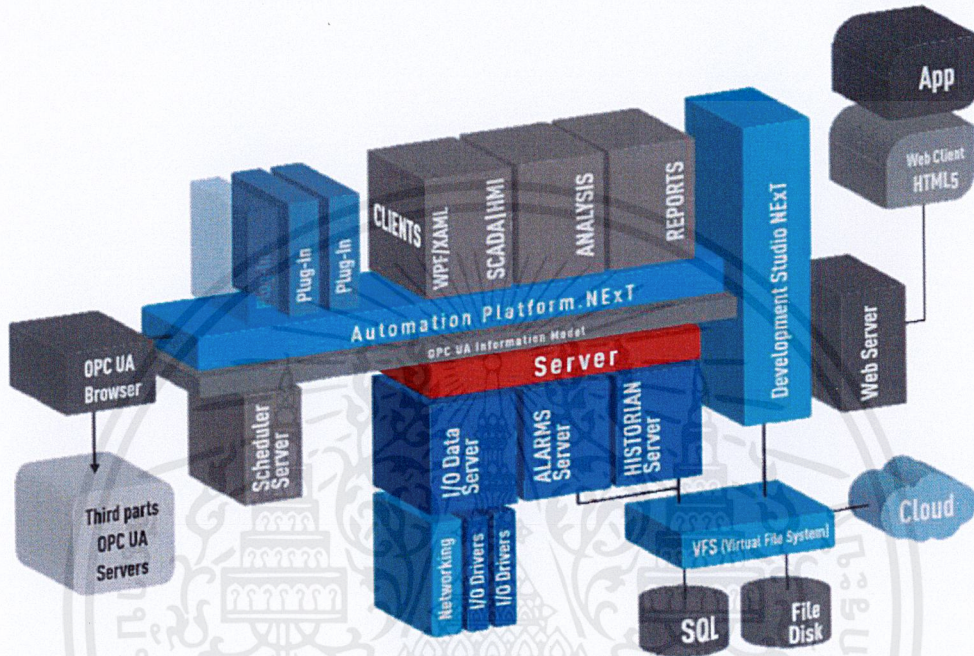 App
Web Client
HTML5
CLIENTS
WPF/XAML
SCADA|HMI
ANALYSIS
REPORTS
Development Studio NExT
Plug-In
Plug-In
Automation Platform.NExT
OPC UA Information Model
Server
OPC UA
Browser
Web Server
Scheduler
Server
I/O Data
Server
ALARMS
Server
HISTORIAN
Server
Third parts
OPC UA
Servers
Networking
I/O Drivers
I/O Drivers
VFS (Virtual File System)
Cloud
SQL
File
Disk